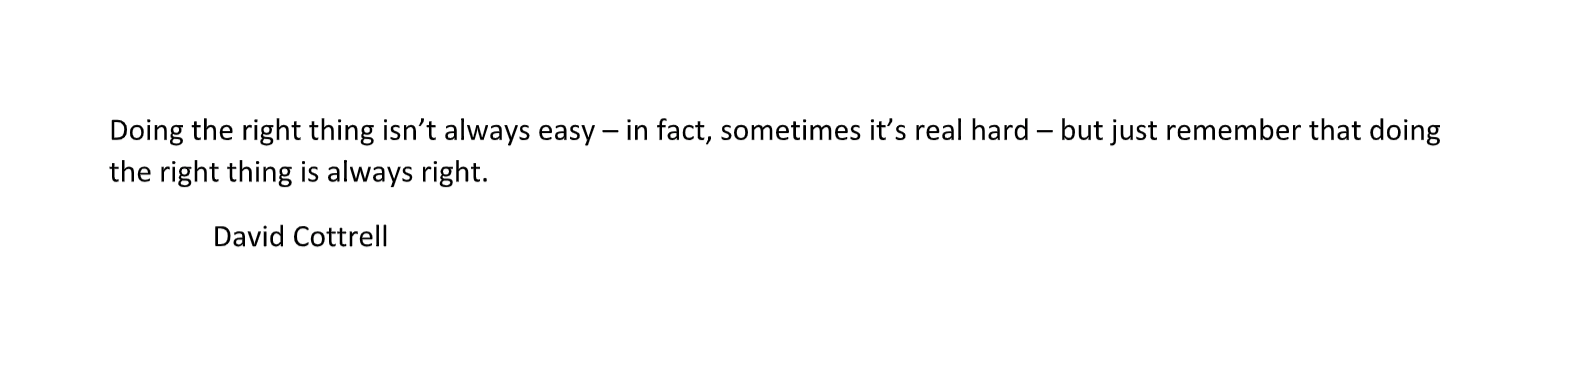 Doing the right thing isn’t always easy – in fact, sometimes it’s real hard – but just remember that doing
the right thing is always right.
David Cottrell